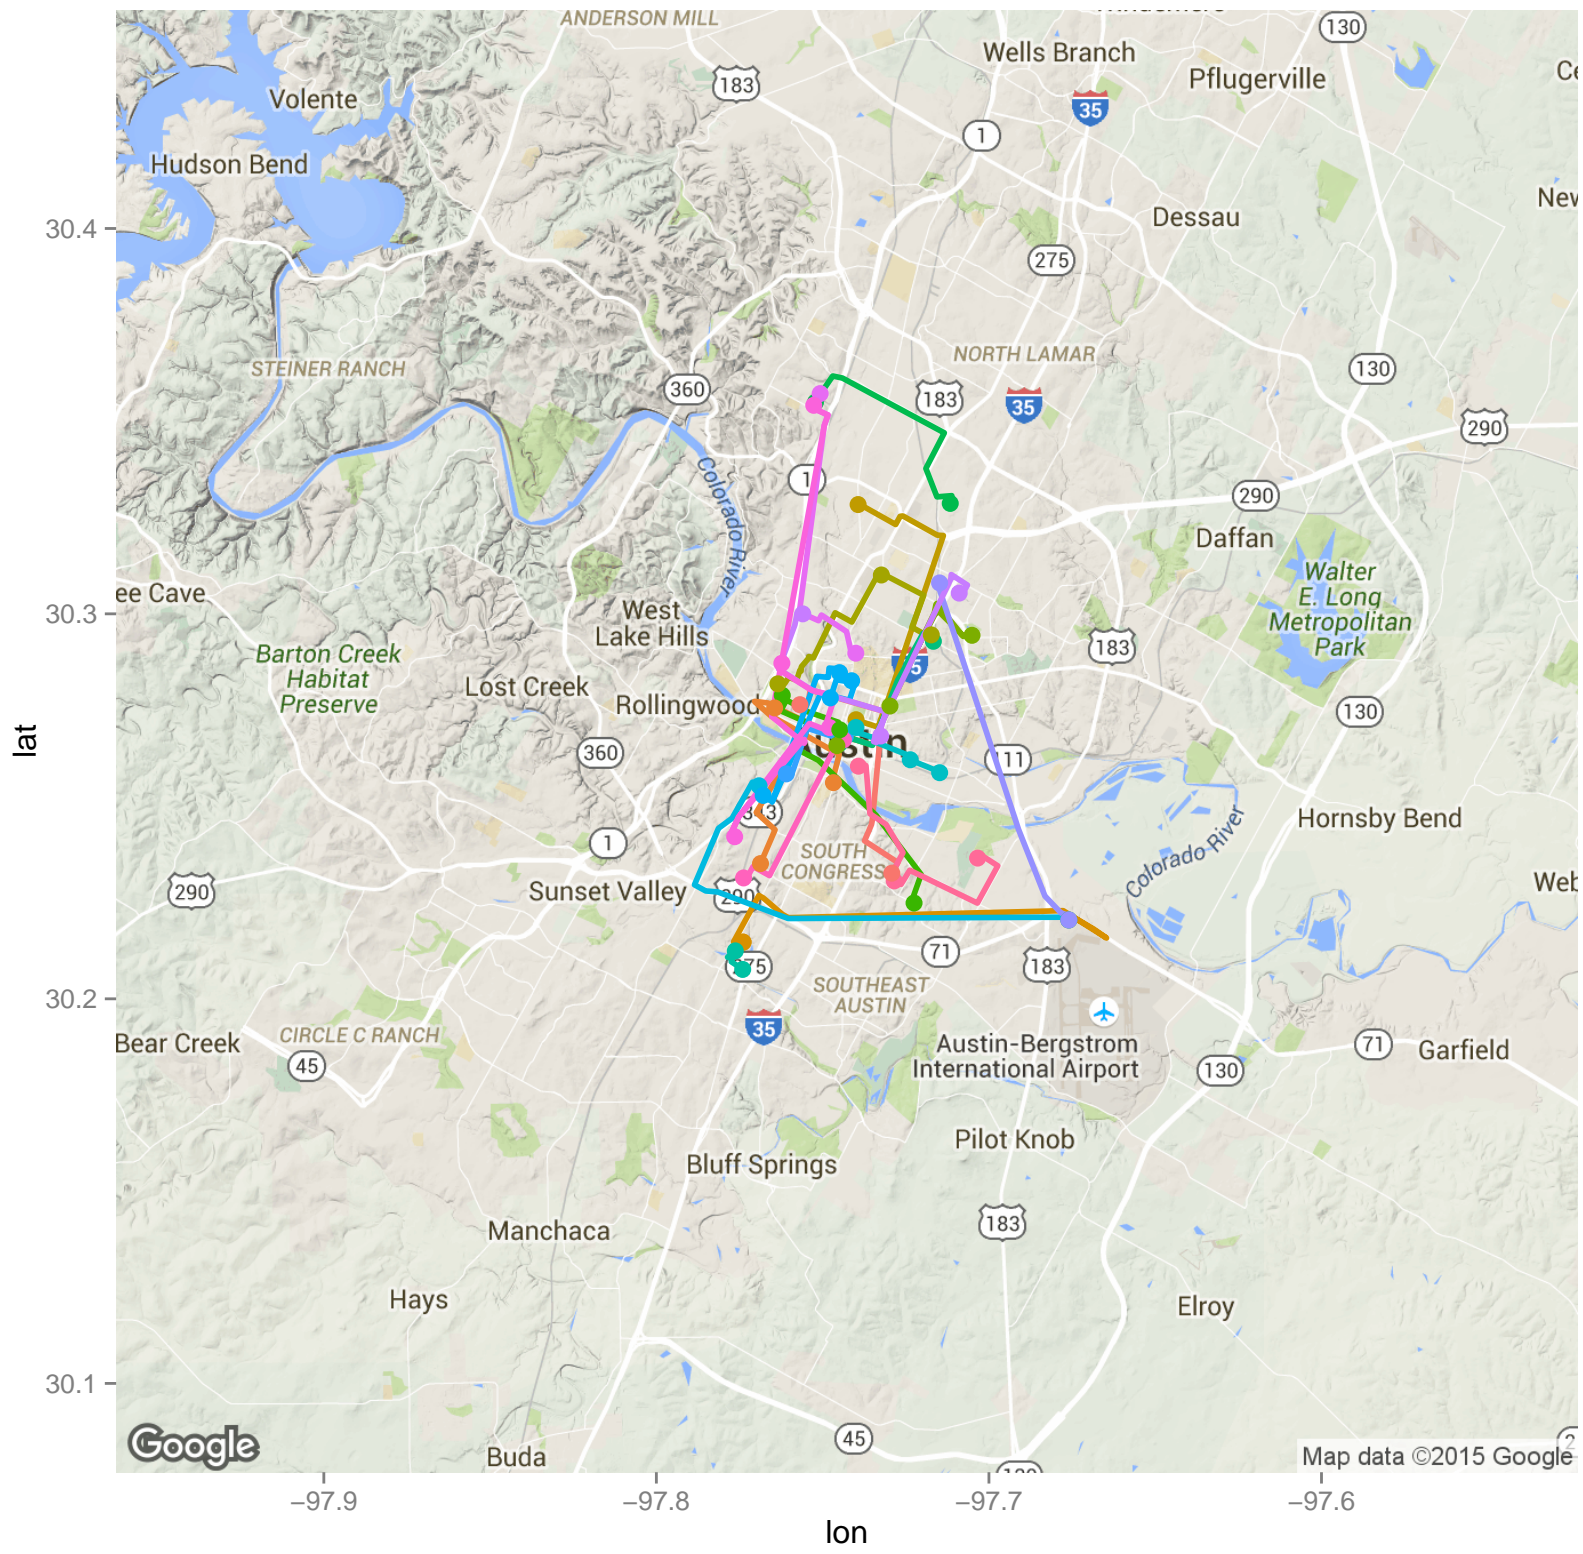 ANDERSON MILL
130
Wells Branch
Pflugerville
183
Volente
35
1
Hudson Bend
Dessau
30.4
275
STEINER RANCH
NORTH LAMAR
130
360
183
35
290
Colorado River
1
290
Daffan
ee Cave
30.3
West
Lake Hills
Walter
E. Long
Metropolitan
Park
183
Barton Creek
Habitat
Preserve
Lost Creek
Rollingwood
130
lat
360
111
Hornsby Bend
1
SOUTH
CONGRESS
Colorado River
290
Sunset Valley
290
71
183
SOUTHEAST
AUSTIN
30.2
35
CIRCLE C RANCH
Bear Creek
45
Austin-Bergstrom
International Airport
71
Garfield
130
Pilot Knob
Bluff Springs
183
Manchaca
Hays
Elroy
30.1
45
Google
Buda
Map data ©2015 Google
−97.9
−97.8
−97.7
−97.6
lon